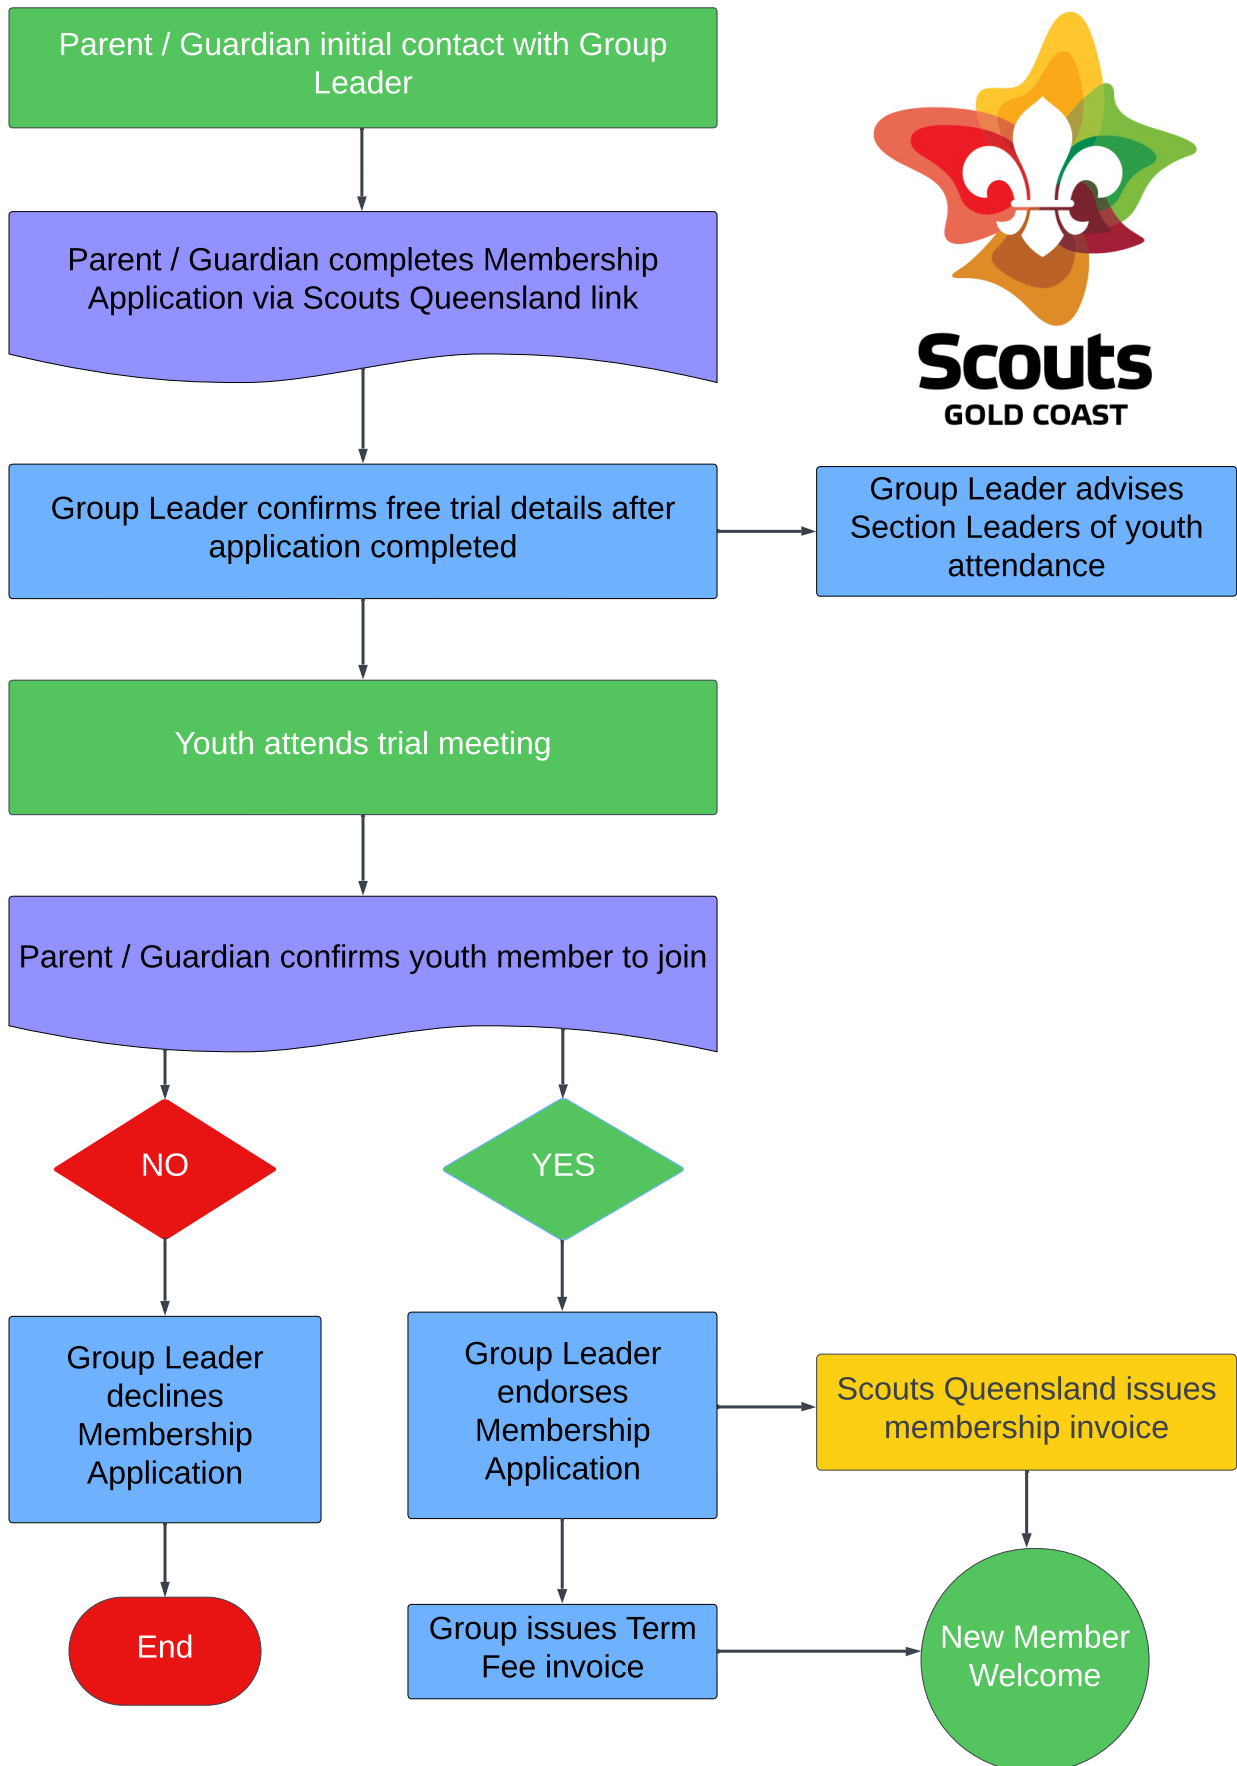 Parent / Guardian initial contact with Group
Leader
Scouts
GOLD COAST
Parent / Guardian completes Membership
Application via Scouts Queensland link
Group Leader confirms free trial details after
application completed
Group Leader advises
Section Leaders of youth
attendance
Youth attends trial meeting
Parent / Guardian confirms youth member to join
NO
YES
Group Leader
declines
Membership
Application
Group Leader
endorses
Membership
Application
Scouts Queensland issues
membership invoice
End
Group issues Term
Fee invoice
New Member
Welcome